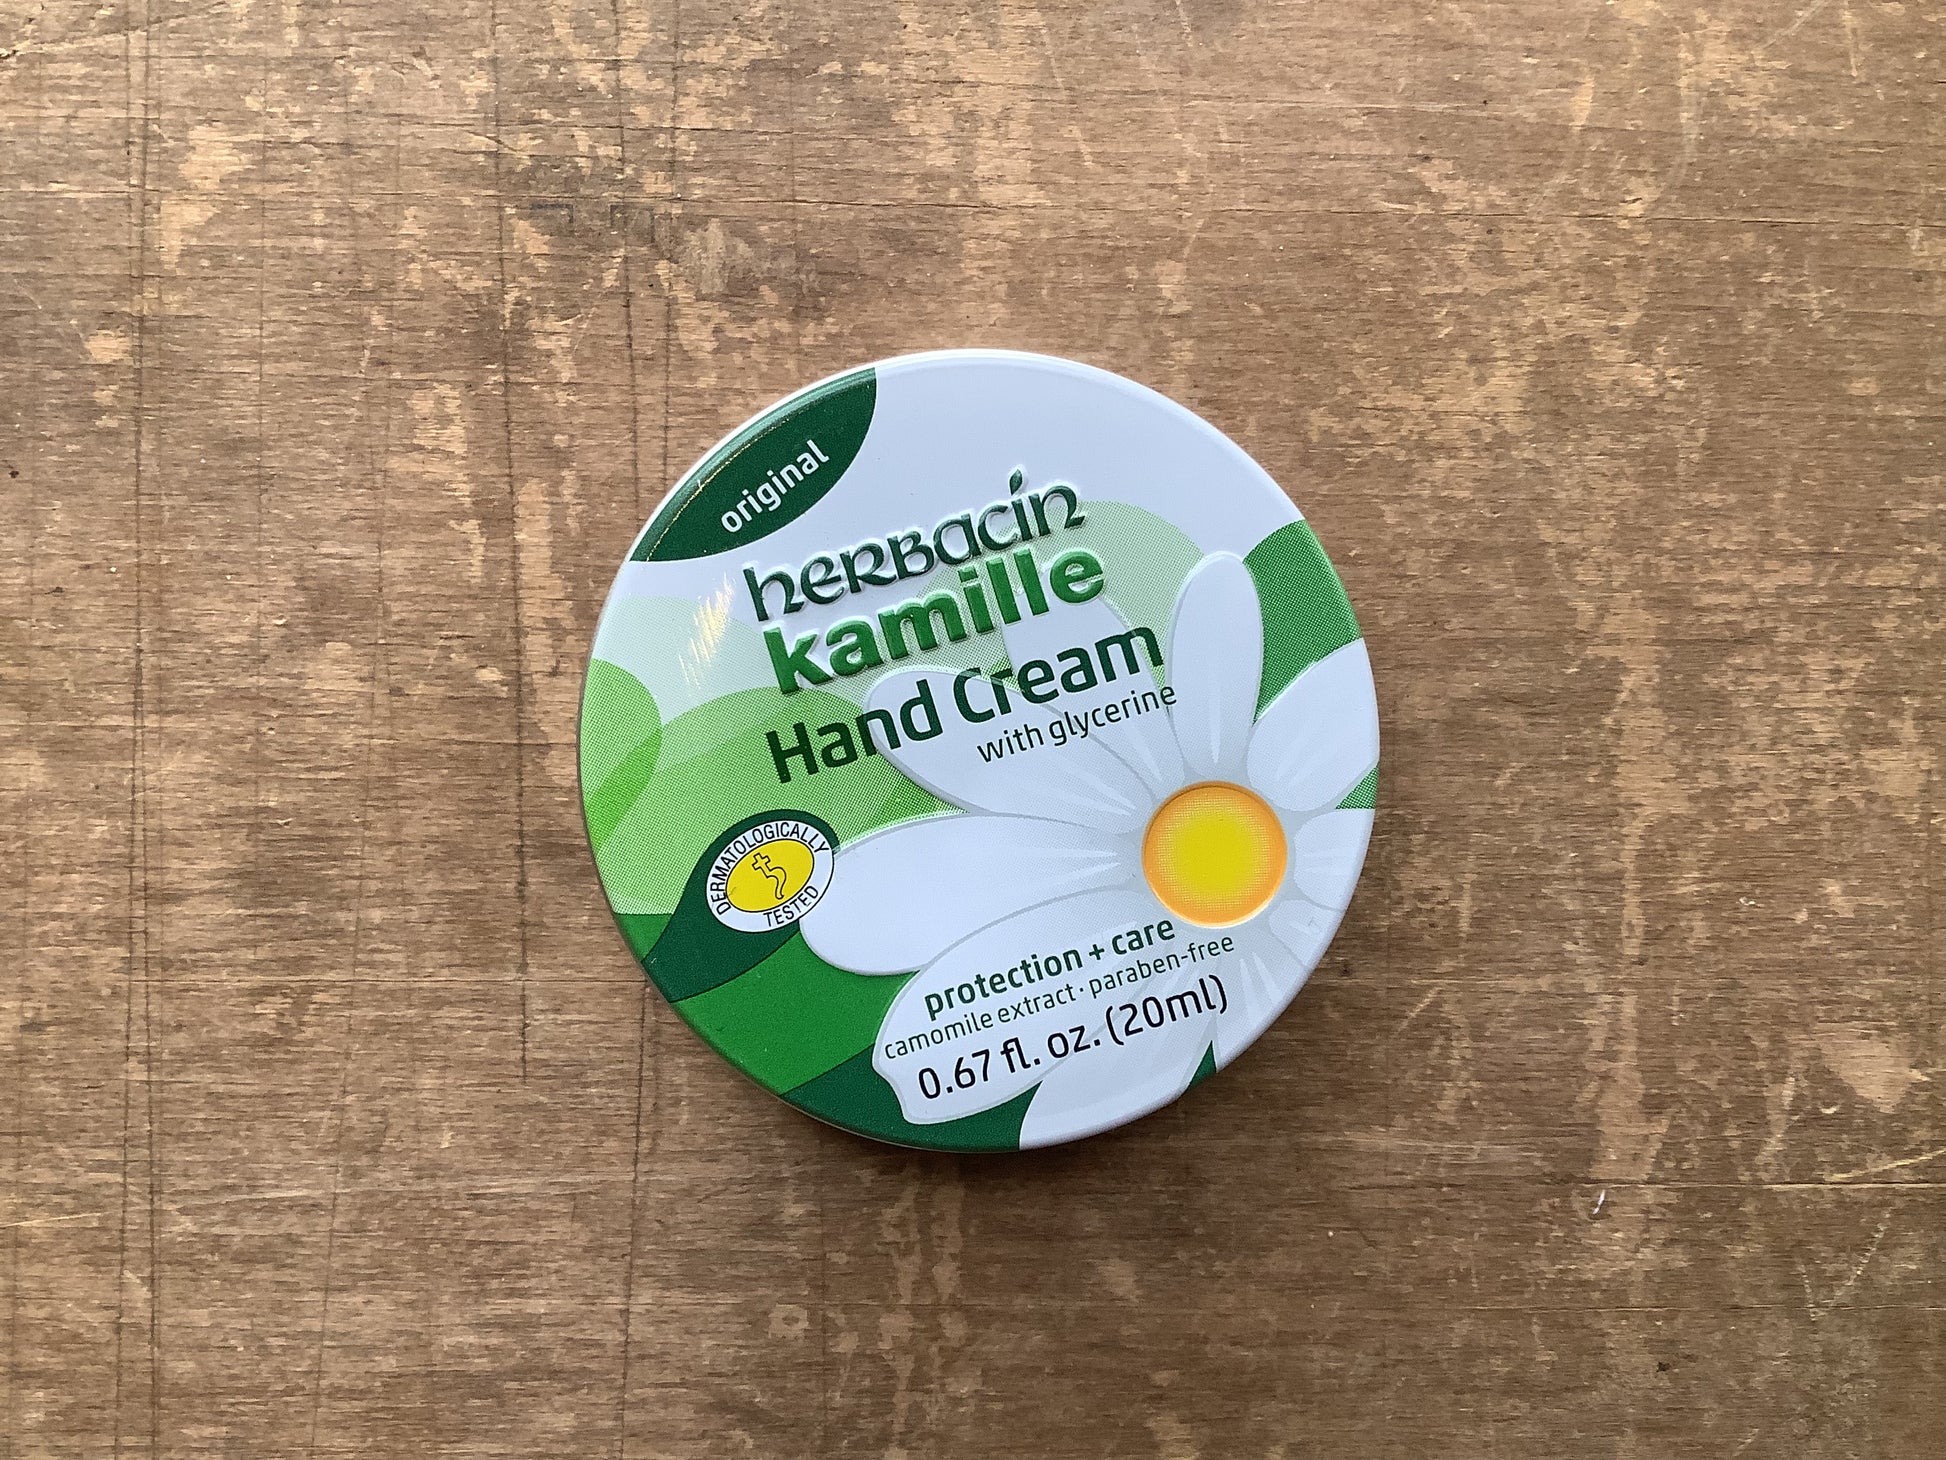 original
herbacin
kamille
Hand Cream
with glycerine
DERMATOLOGICALLY
TESTED
protection + care
camomile extract · paraben-free
0.67 fl. oz. (20ml)